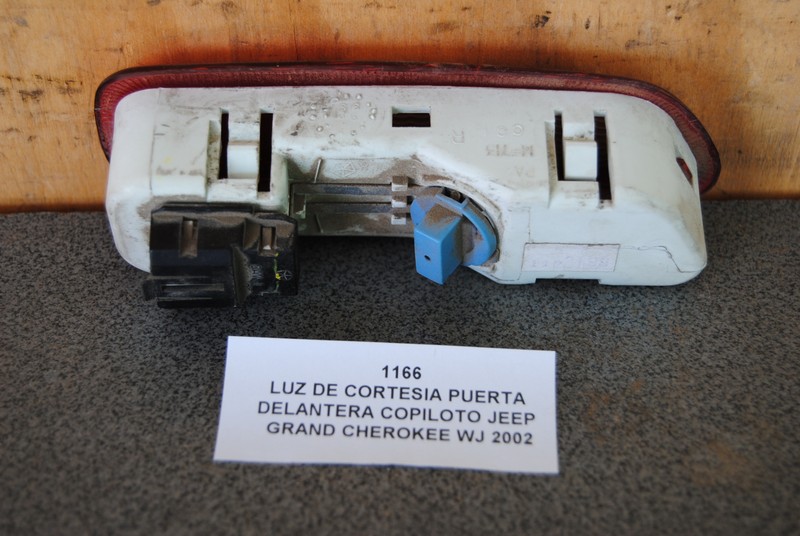 1166
LUZ DE CORTESIA PUERTA
DELANTERA COPILOTO JEEP
GRAND CHEROKEE WJ 2002